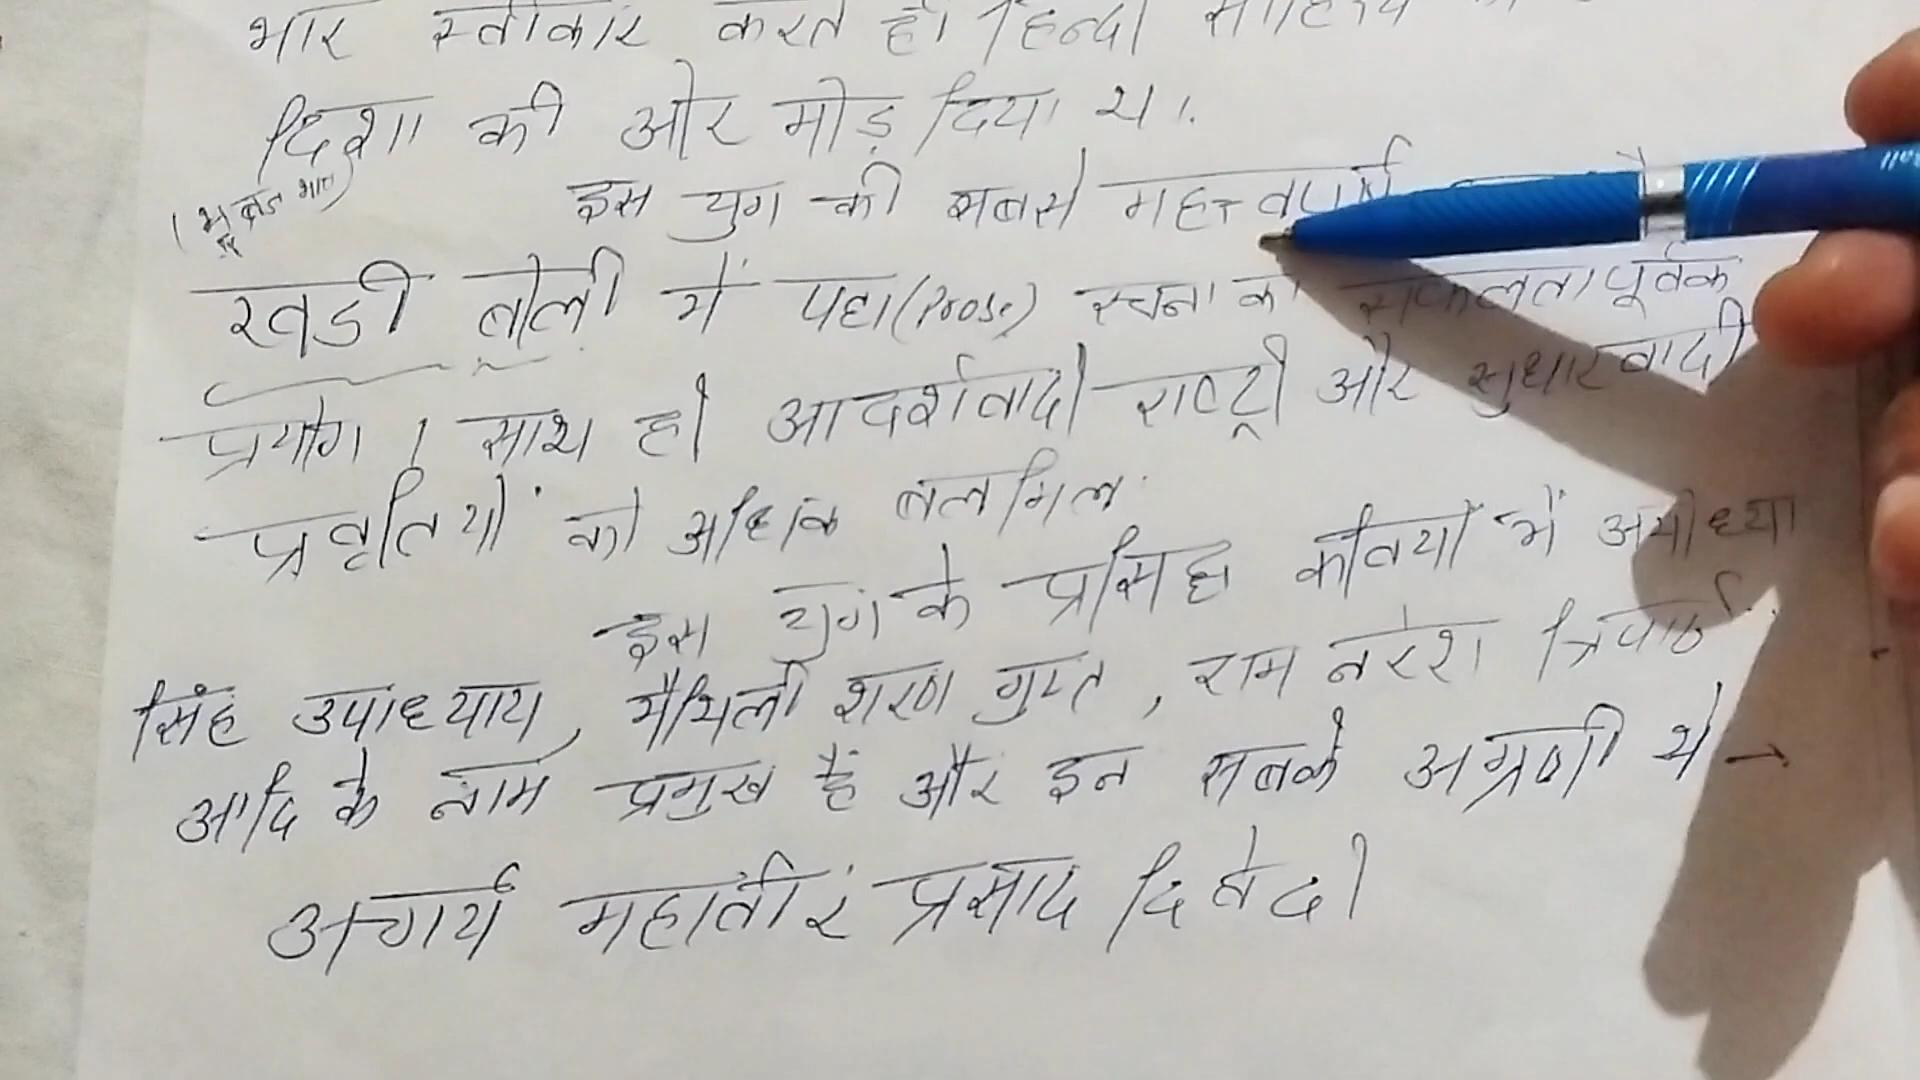 भार स्वीकार करते ही हिन्दी साहित्य
दिशा की ओर मोड़ दिया था।
इस युग की सबसे महत्त्वपूर्ण
खडी बोली में पद्य (Prose) रचना का सफलतापूर्वक
प्रयोग । साथ ही आदर्शवादी राष्ट्री और सुधारवादी
प्रवृतियों को अधिक बल मिला
इस युग के प्रसिद्ध कवियों में अयोध्या
सिंह उपाध्याय, मैथिली शरण गुप्त, राम नरेश त्रिपाठी
आदि के नाम प्रमुख हैं और इन सबके अग्रणी थे →
आचार्य महावीर प्रसाद द्विवेदी